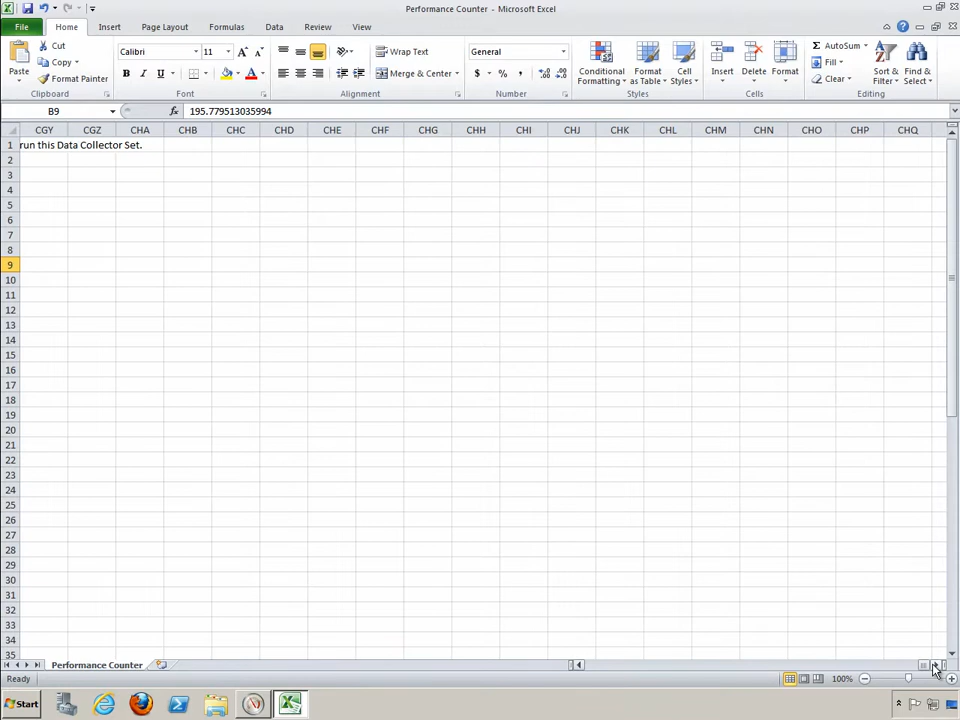 Performance Counter - Microsoft Excel
File Home Insert Page Layout Formulas Data Review View
Paste
Cut
Copy
Format Painter
Clipboard
Calibri 11
B I U
Font
Wrap Text
Merge & Center
Alignment
General
$ % ,
Number
Conditional Formatting
Format as Table
Cell Styles
Styles
Insert Delete Format
Cells
Σ AutoSum
Fill
Clear
Sort & Filter
Find & Select
Editing
B9 fx 195.779513035994
CGY CGZ CHA CHB CHC CHD CHE CHF CHG CHH CHI CHJ CHK CHL CHM CHN CHO CHP CHQ
1 run this Data Collector Set.
2
3
4
5
6
7
8
9
10
11
12
13
14
15
16
17
18
19
20
21
22
23
24
25
26
27
28
29
30
31
32
33
34
35
Performance Counter
Ready 100%
Start